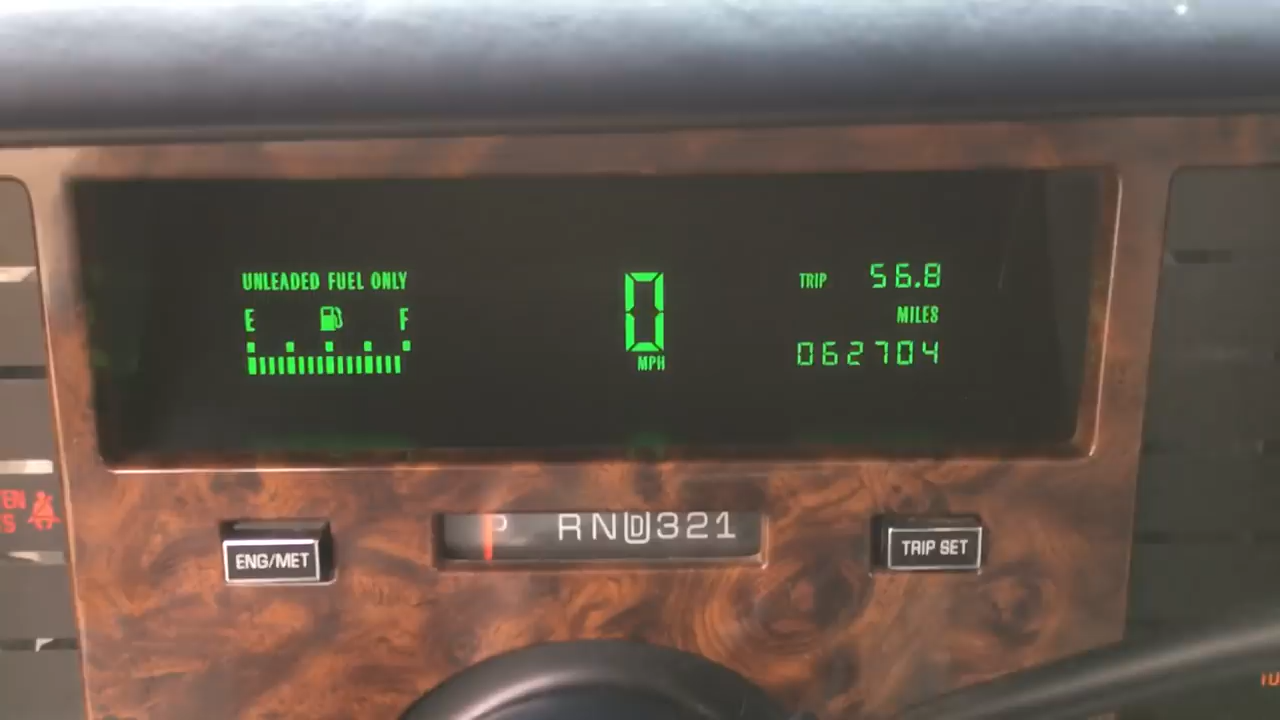 UNLEADED FUEL ONLY
E F
0
MPH
TRIP 56.8
MILES
062704
P RND321
ENG/MET
TRIP SET